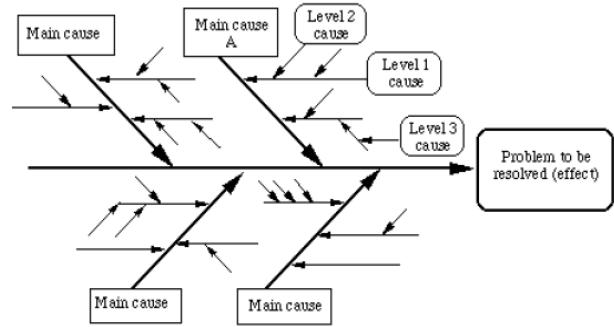 Main cause
Main cause
A
Level 2
cause
Level 1
cause
Level 3
cause
Problem to be
resolved (effect)
Main cause
Main cause